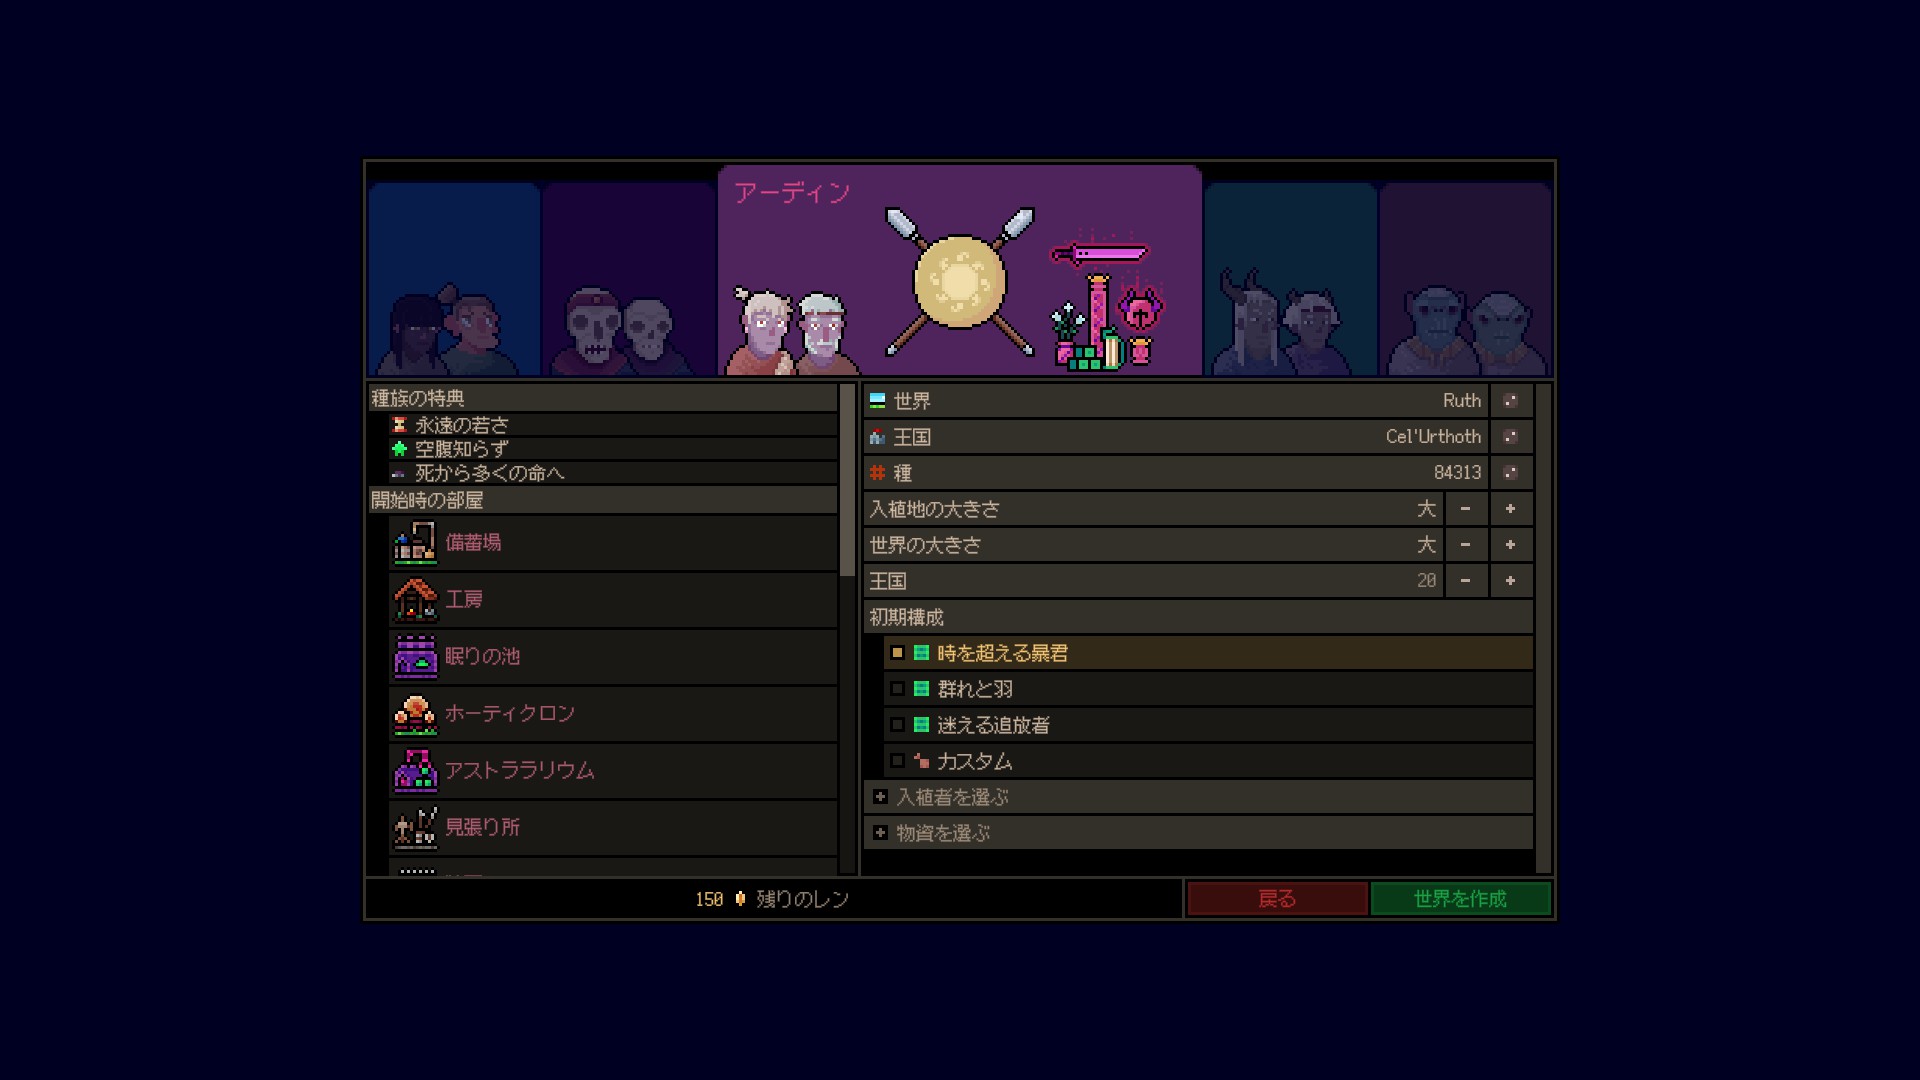 アーディン
種族の特典
永遠の若さ
空腹知らず
死から多くの命へ
開始時の部屋
備蓄場
工房
眠りの池
ホーティクロン
アストララリウム
見張り所
世界 Ruth
王国 Cel'Urthoth
種 84313
入植地の大きさ 大 - +
世界の大きさ 大 - +
王国 20 - +
初期構成
時を超える暴君
群れと羽
迷える追放者
カスタム
+ 入植者を選ぶ
+ 物資を選ぶ
150 残りのレン
戻る
世界を作成